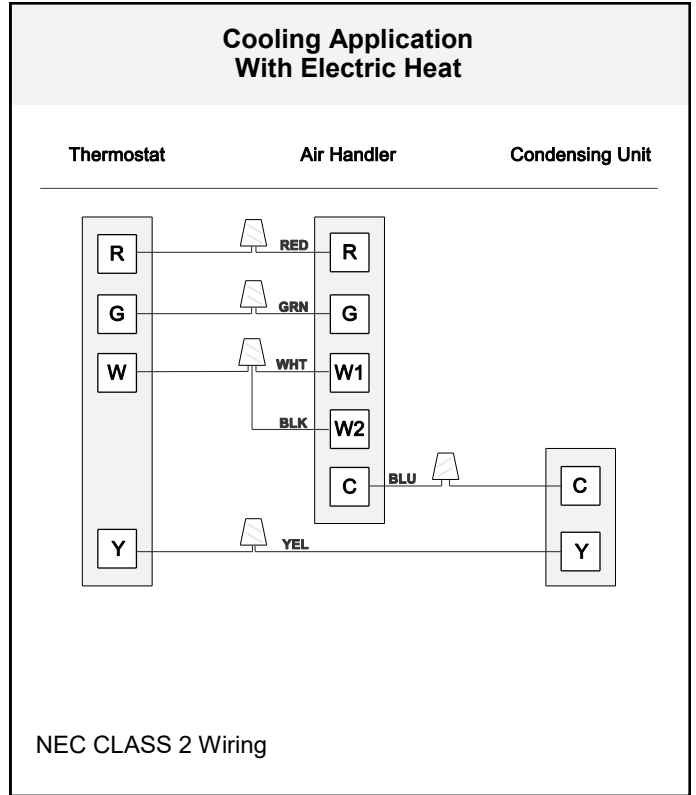 Cooling Application
With Electric Heat
Thermostat Air Handler Condensing Unit
R RED R
G GRN G
W WHT W1
BLK W2
C BLU C
Y YEL Y
NEC CLASS 2 Wiring